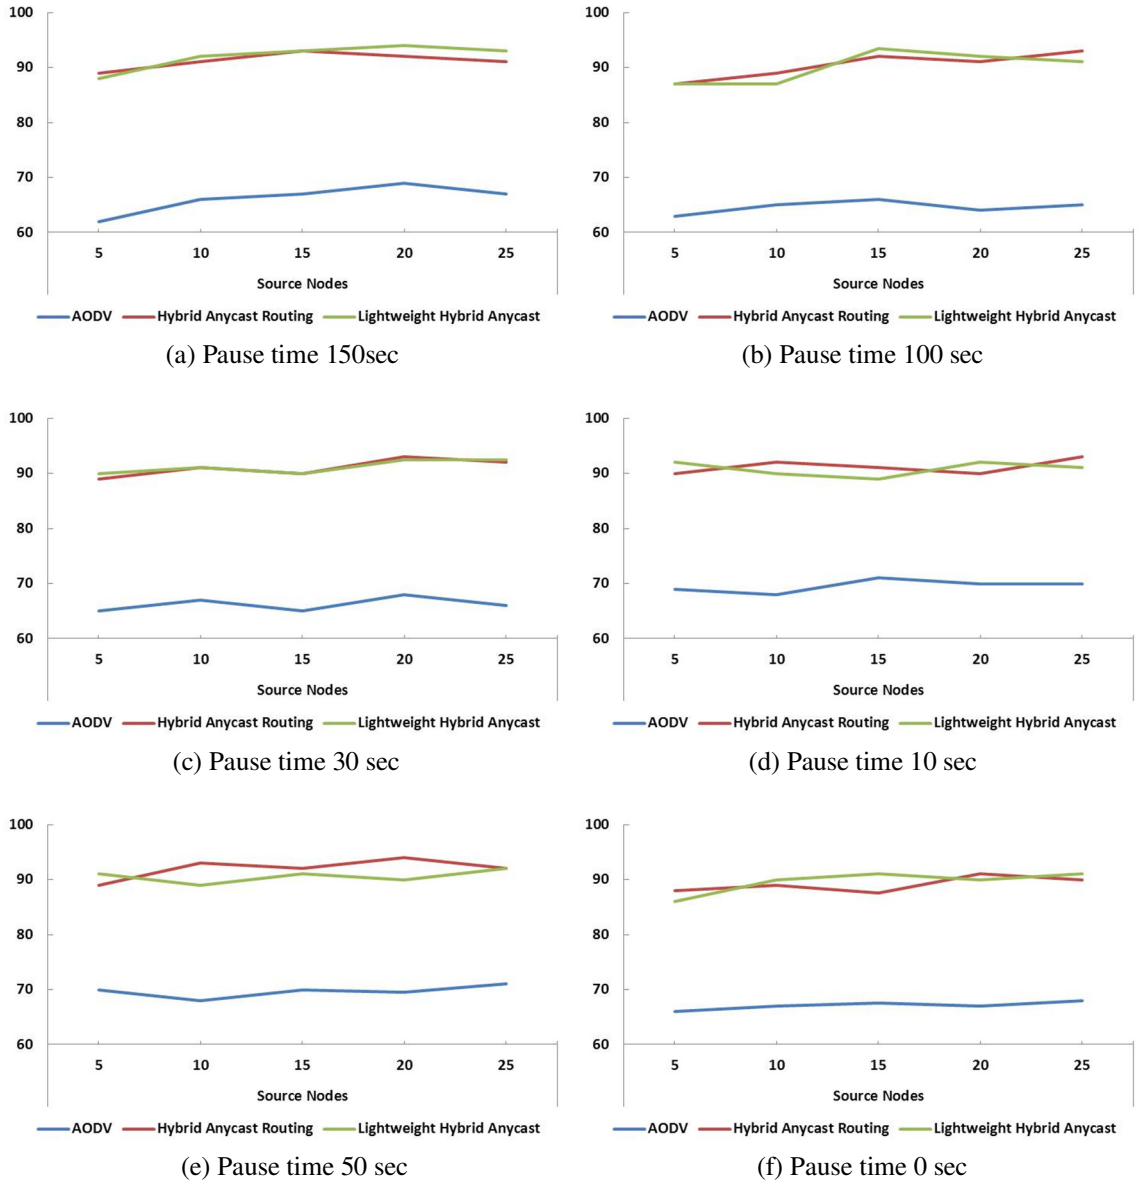 100
90
80
70
60
5 10 15 20 25
Source Nodes
AODV Hybrid Anycast Routing Lightweight Hybrid Anycast
(a) Pause time 150sec
100
90
80
70
60
5 10 15 20 25
Source Nodes
AODV Hybrid Anycast Routing Lightweight Hybrid Anycast
(b) Pause time 100 sec
100
90
80
70
60
5 10 15 20 25
Source Nodes
AODV Hybrid Anycast Routing Lightweight Hybrid Anycast
(c) Pause time 30 sec
100
90
80
70
60
5 10 15 20 25
Source Nodes
AODV Hybrid Anycast Routing Lightweight Hybrid Anycast
(d) Pause time 10 sec
100
90
80
70
60
5 10 15 20 25
Source Nodes
AODV Hybrid Anycast Routing Lightweight Hybrid Anycast
(e) Pause time 50 sec
100
90
80
70
60
5 10 15 20 25
Source Nodes
AODV Hybrid Anycast Routing Lightweight Hybrid Anycast
(f) Pause time 0 sec